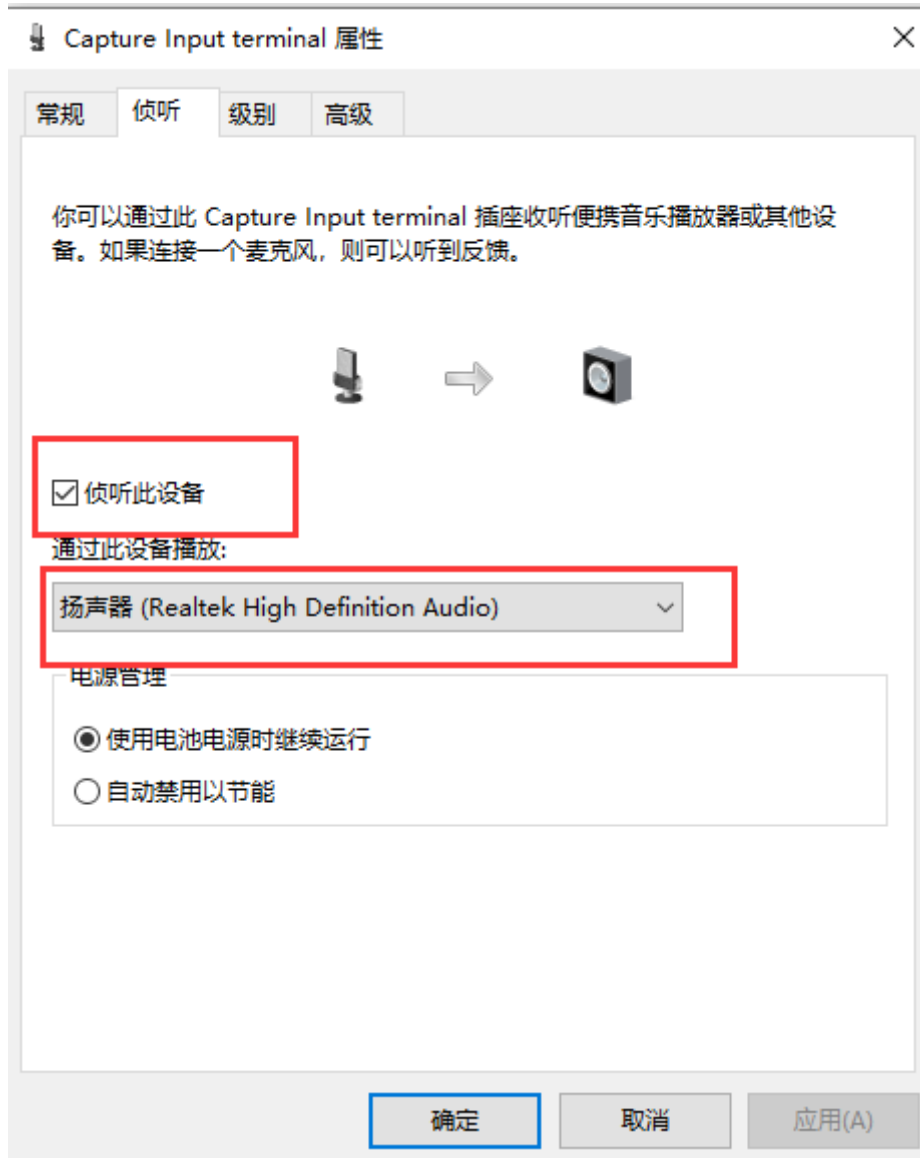 Capture Input terminal 属性
常规
侦听
级别
高级
你可以通过此 Capture Input terminal 插座收听便携音乐播放器或其他设
备。如果连接一个麦克风，则可以听到反馈。
侦听此设备
通过此设备播放:
扬声器 (Realtek High Definition Audio)
电源管理
使用电池电源时继续运行
自动禁用以节能
确定
取消
应用(A)